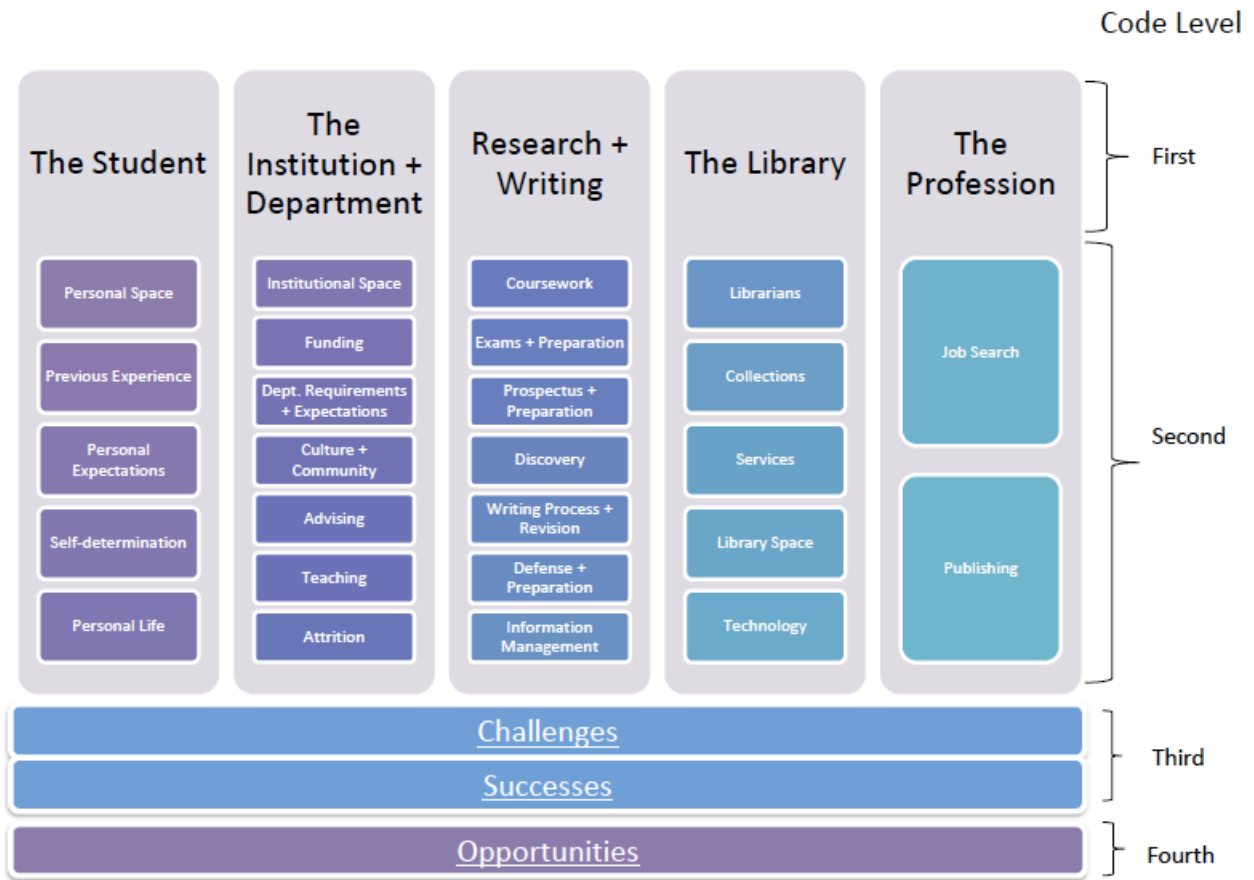 Code Level
The Student
The
Institution +
Department
Research +
Writing
The Library
The
Profession
First
Personal Space
Previous Experience
Personal
Expectations
Self-determination
Personal Life
Institutional Space
Funding
Dept. Requirements
+ Expectations
Culture +
Community
Advising
Teaching
Attrition
Coursework
Exams + Preparation
Prospectus +
Preparation
Discovery
Writing Process +
Revision
Defense +
Preparation
Information
Management
Librarians
Collections
Services
Library Space
Technology
Job Search
Publishing
Second
Challenges
Successes
Third
Opportunities
Fourth